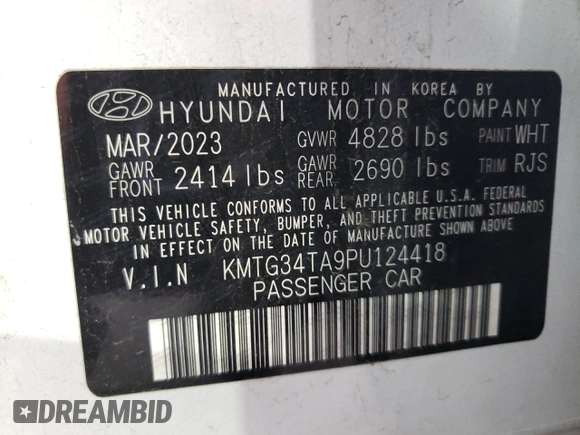 MANUFACTURED IN KOREA BY
HYUNDAI MOTOR COMPANY
MAR/2023 GVWR 4828 lbs PAINT WHT
GAWR FRONT 2414 lbs GAWR REAR 2690 lbs TRIM RJS
THIS VEHICLE CONFORMS TO ALL APPLICABLE U.S.A. FEDERAL
MOTOR VEHICLE SAFETY, BUMPER, AND THEFT PREVENTION STANDARDS
IN EFFECT ON THE DATE OF MANUFACTURE SHOWN ABOVE.
V.I.N KMTG34TA9PU124418
PASSENGER CAR
DREAMBID